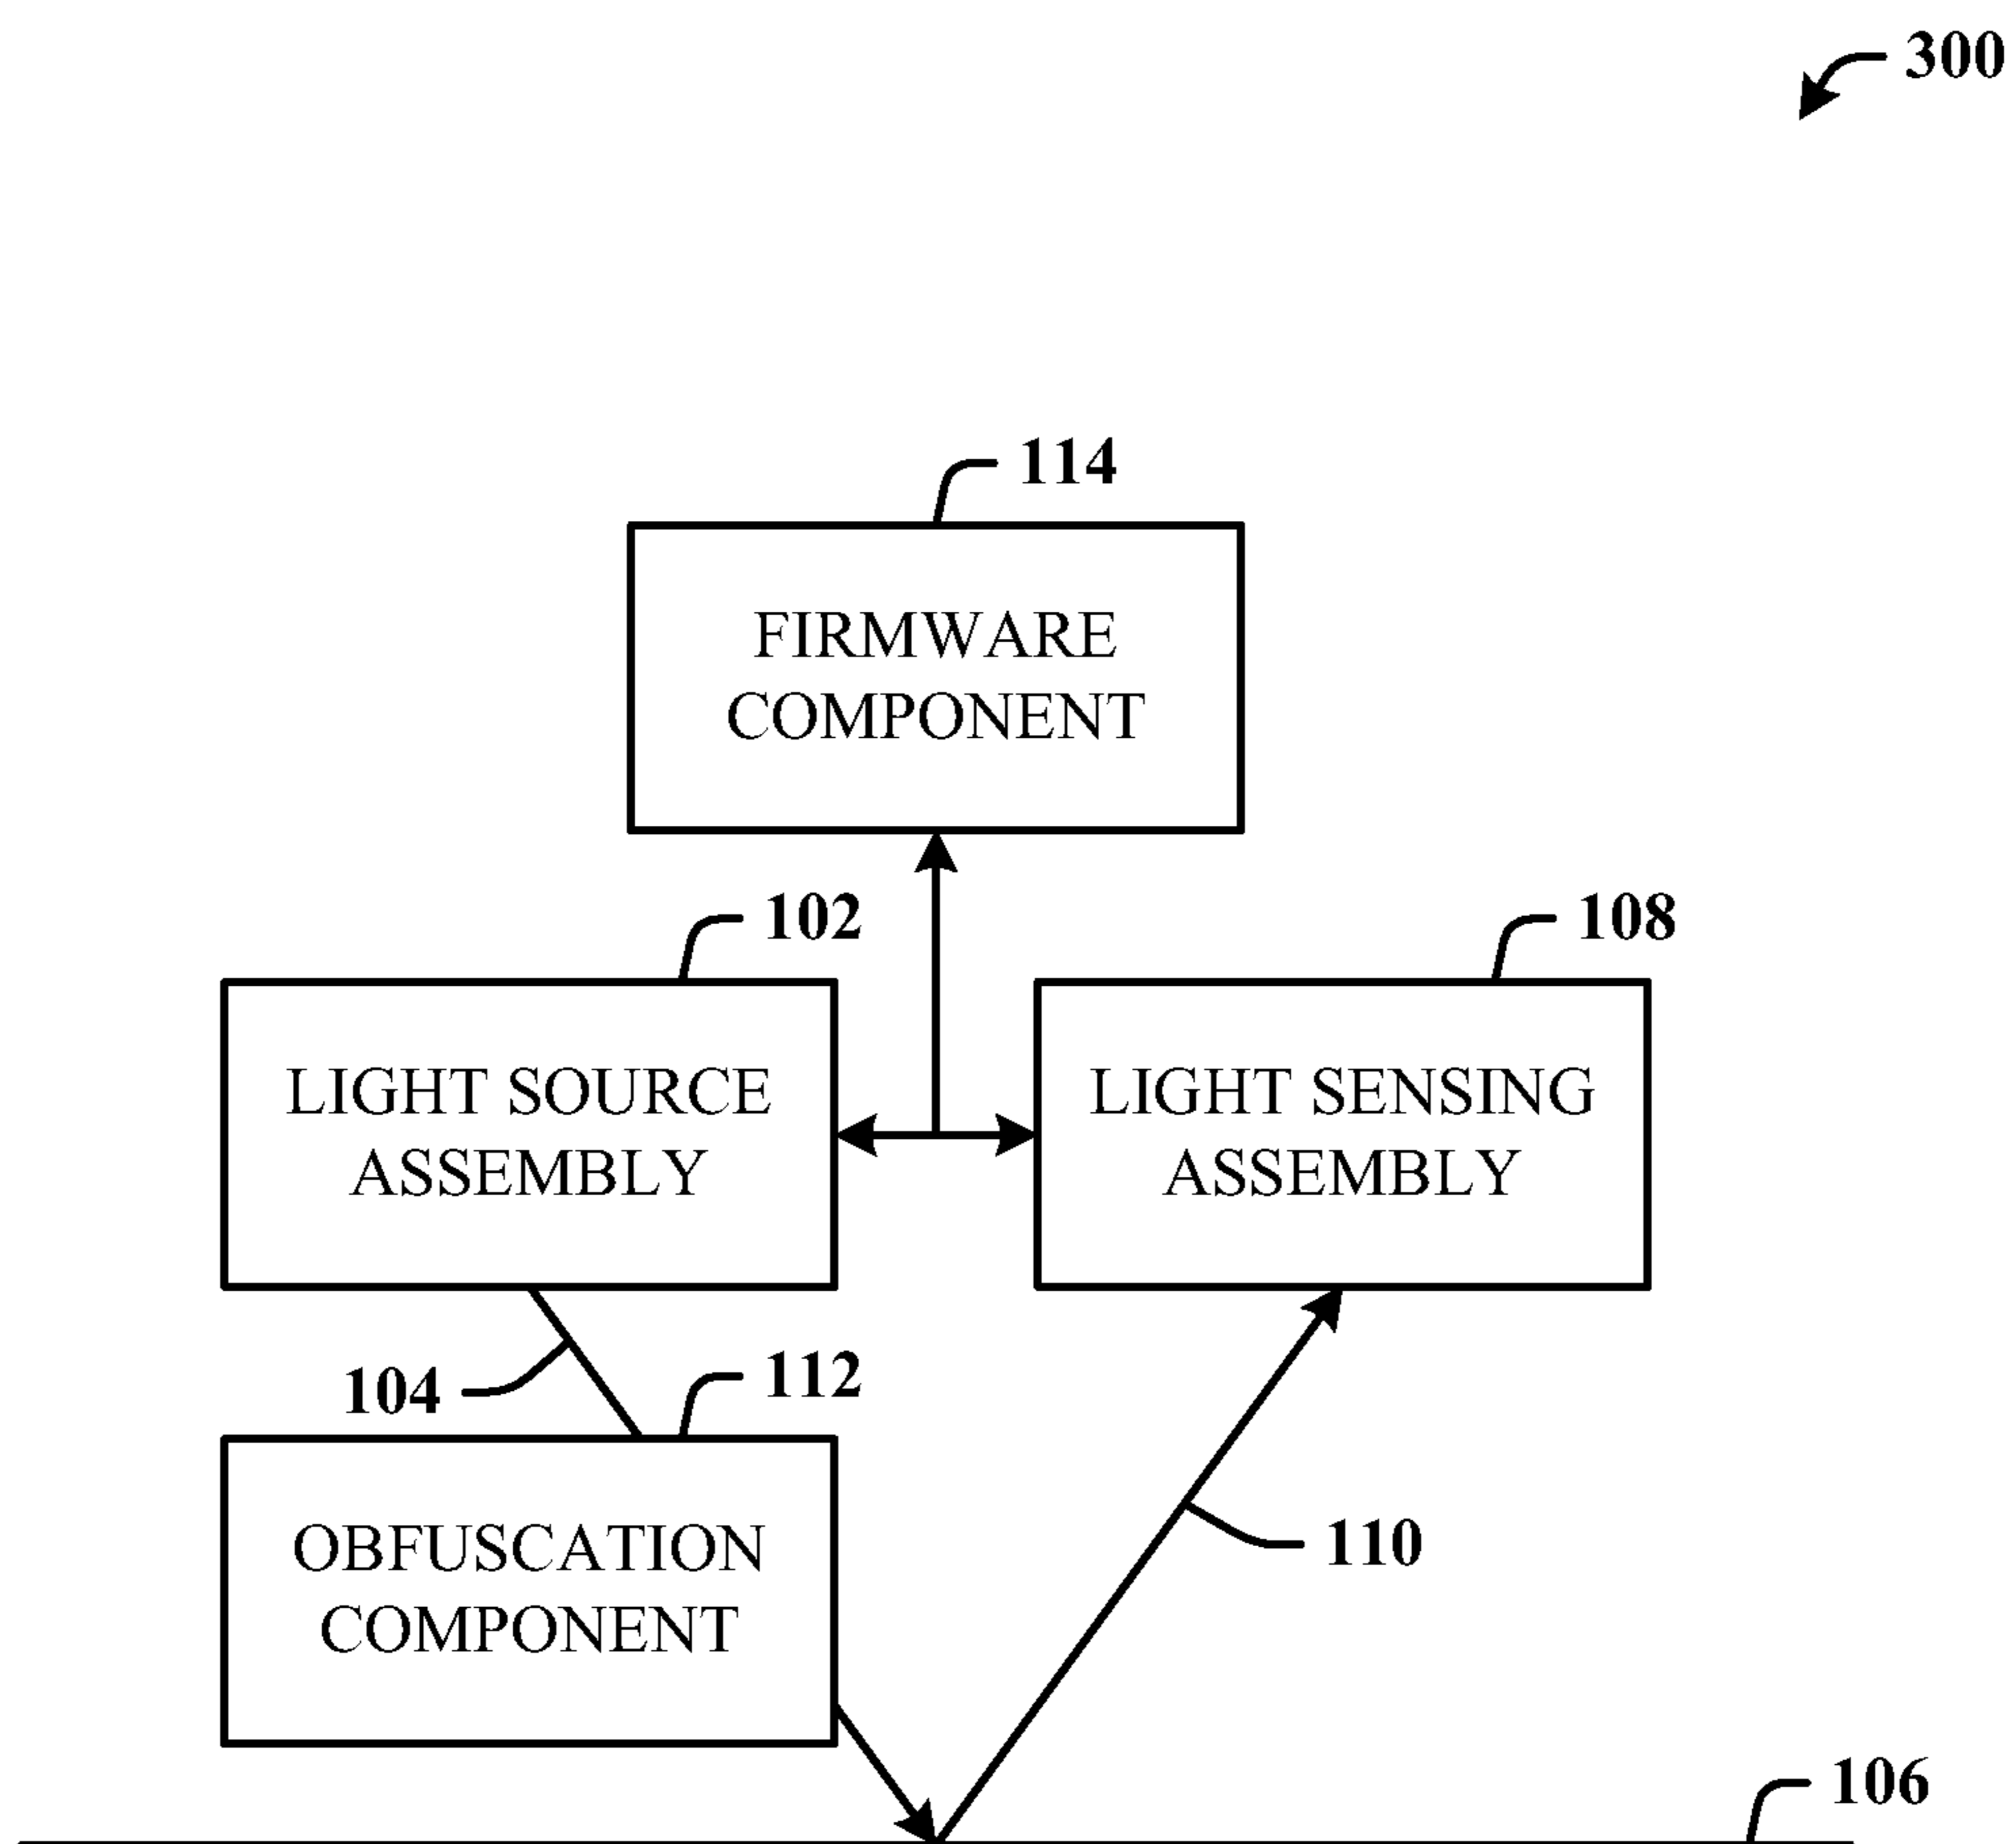 300
114
FIRMWARE
COMPONENT
102
108
LIGHT SOURCE
ASSEMBLY
LIGHT SENSING
ASSEMBLY
104
112
OBFUSCATION
COMPONENT
110
106